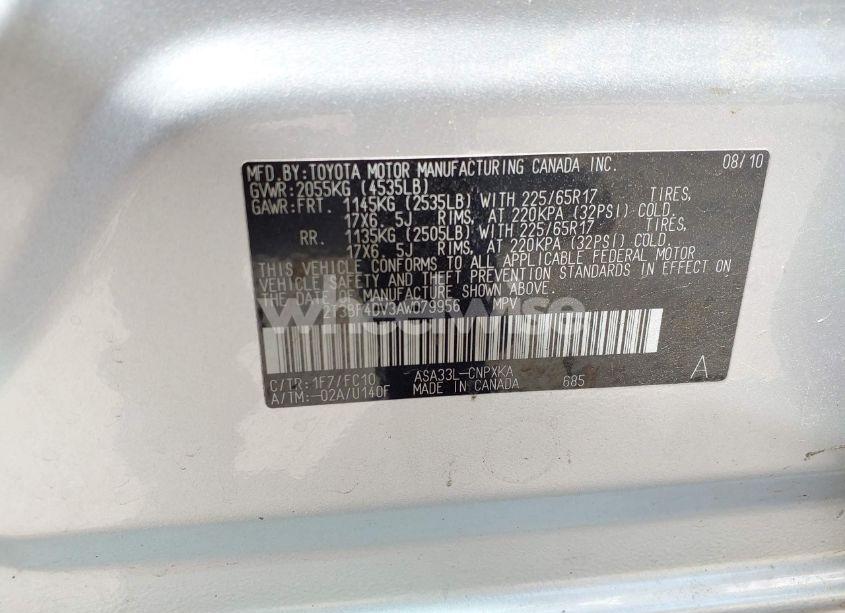 MFD.BY:TOYOTA MOTOR MANUFACTURING CANADA INC. 08/10
GVWR:2055KG (4535LB)
GAWR:FRT. 1145KG (2535LB) WITH 225/65R17 TIRES,
17X6.5J RIMS, AT 220KPA (32PSI) COLD.
RR. 1135KG (2505LB) WITH 225/65R17 TIRES,
17X6.5J RIMS, AT 220KPA (32PSI) COLD.
THIS VEHICLE CONFORMS TO ALL APPLICABLE FEDERAL MOTOR
VEHICLE SAFETY AND THEFT PREVENTION STANDARDS IN EFFECT ON
THE DATE OF MANUFACTURE SHOWN ABOVE.
2T3BF4DV3AW079956 MPV
wheelwise
C/TR:1F7/FC10 ASA33L-CNPXKA A
A/TM:-02A/U140F MADE IN CANADA 685